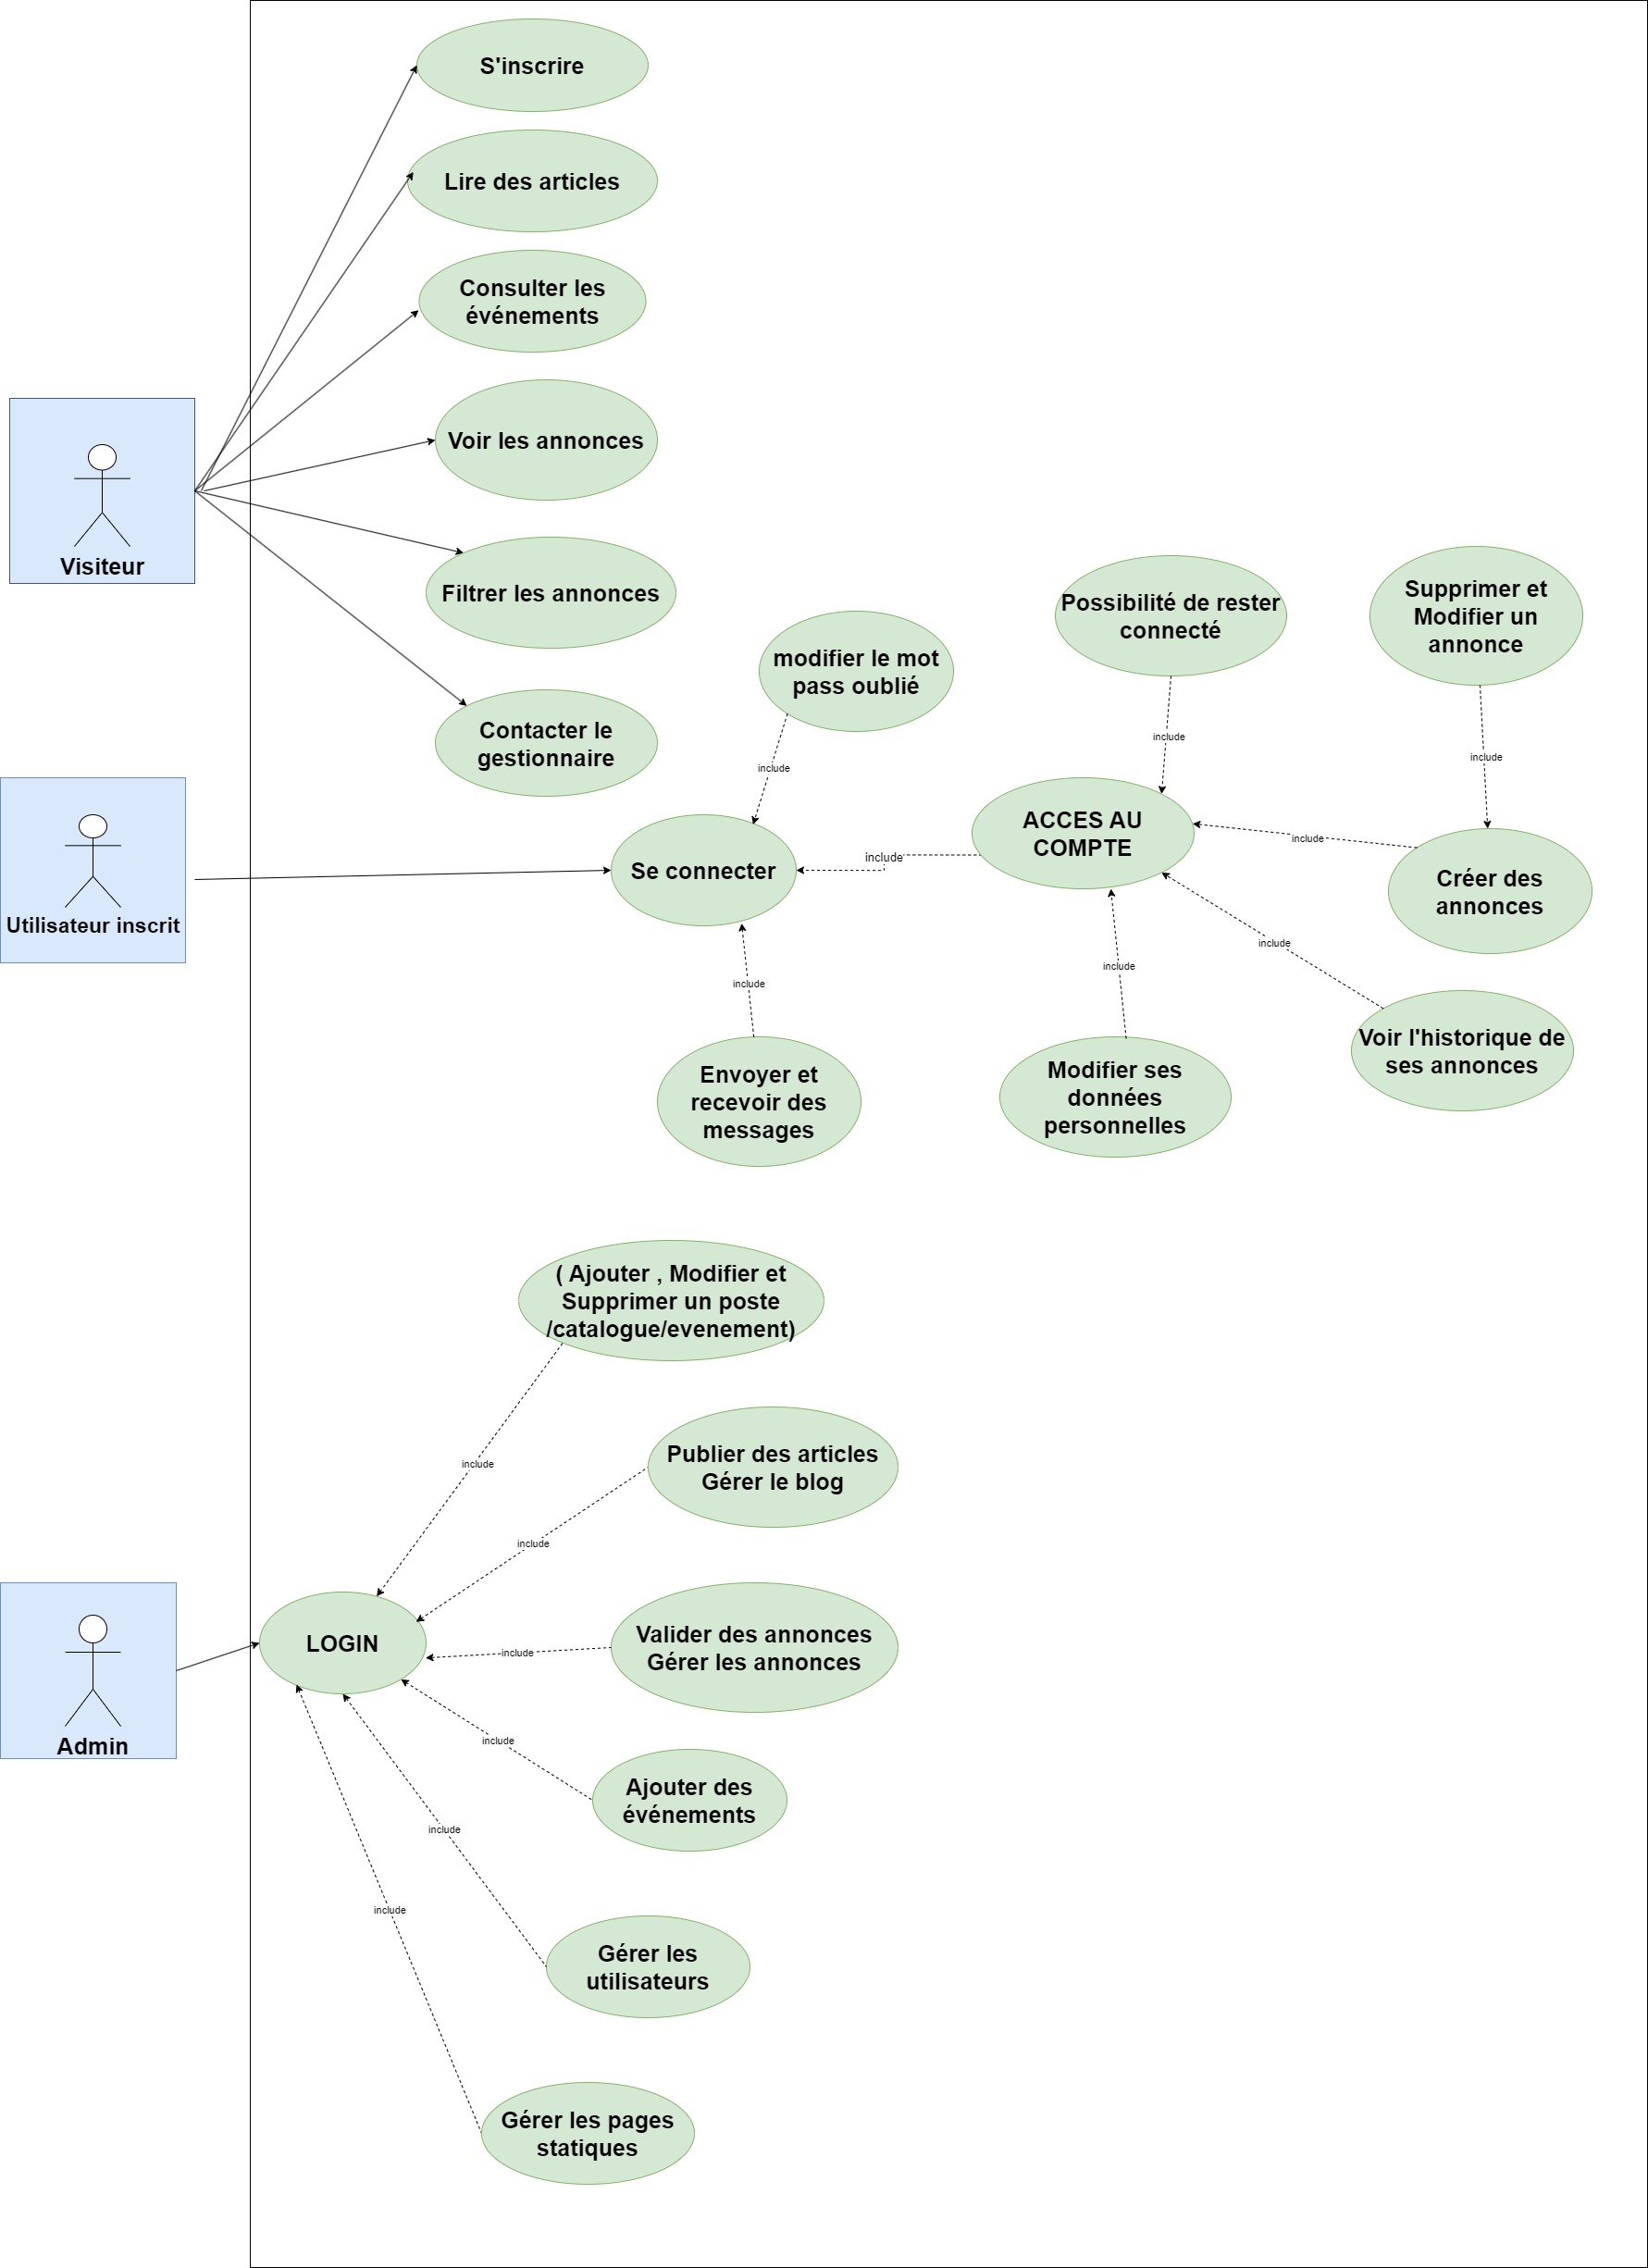 S'inscrire
Lire des articles
Consulter les
événements
Voir les annonces
Visiteur
Filtrer les annonces
Contacter le
gestionnaire
modifier le mot
pass oublié
include
Possibilité de rester
connecté
include
Supprimer et
Modifier un
annonce
include
Utilisateur inscrit
Se connecter
include
ACCES AU
COMPTE
include
Créer des
annonces
include
include
include
Voir l'historique de
ses annonces
Envoyer et
recevoir des
messages
Modifier ses
données
personnelles
( Ajouter , Modifier et
Supprimer un poste
/catalogue/evenement)
include
Publier des articles
Gérer le blog
include
Admin
LOGIN
include
Valider des annonces
Gérer les annonces
include
Ajouter des
événements
include
Gérer les
utilisateurs
include
Gérer les pages
statiques